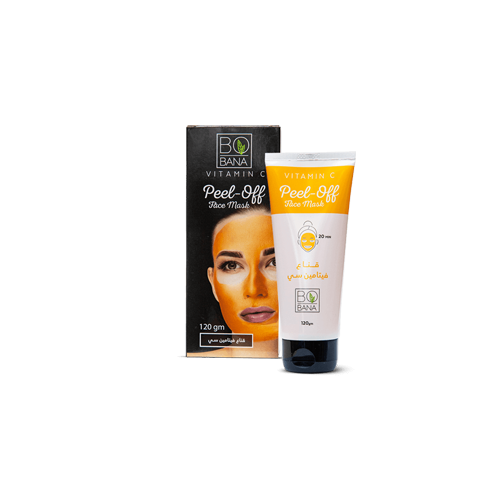 BO
BANA
VITAMIN C
Peel-Off
Face Mask
120 gm
قناع فيتامين سي
VITAMIN C
Peel-Off
Face Mask
20
قناع
فيتامين سي
BO
BANA
120gm